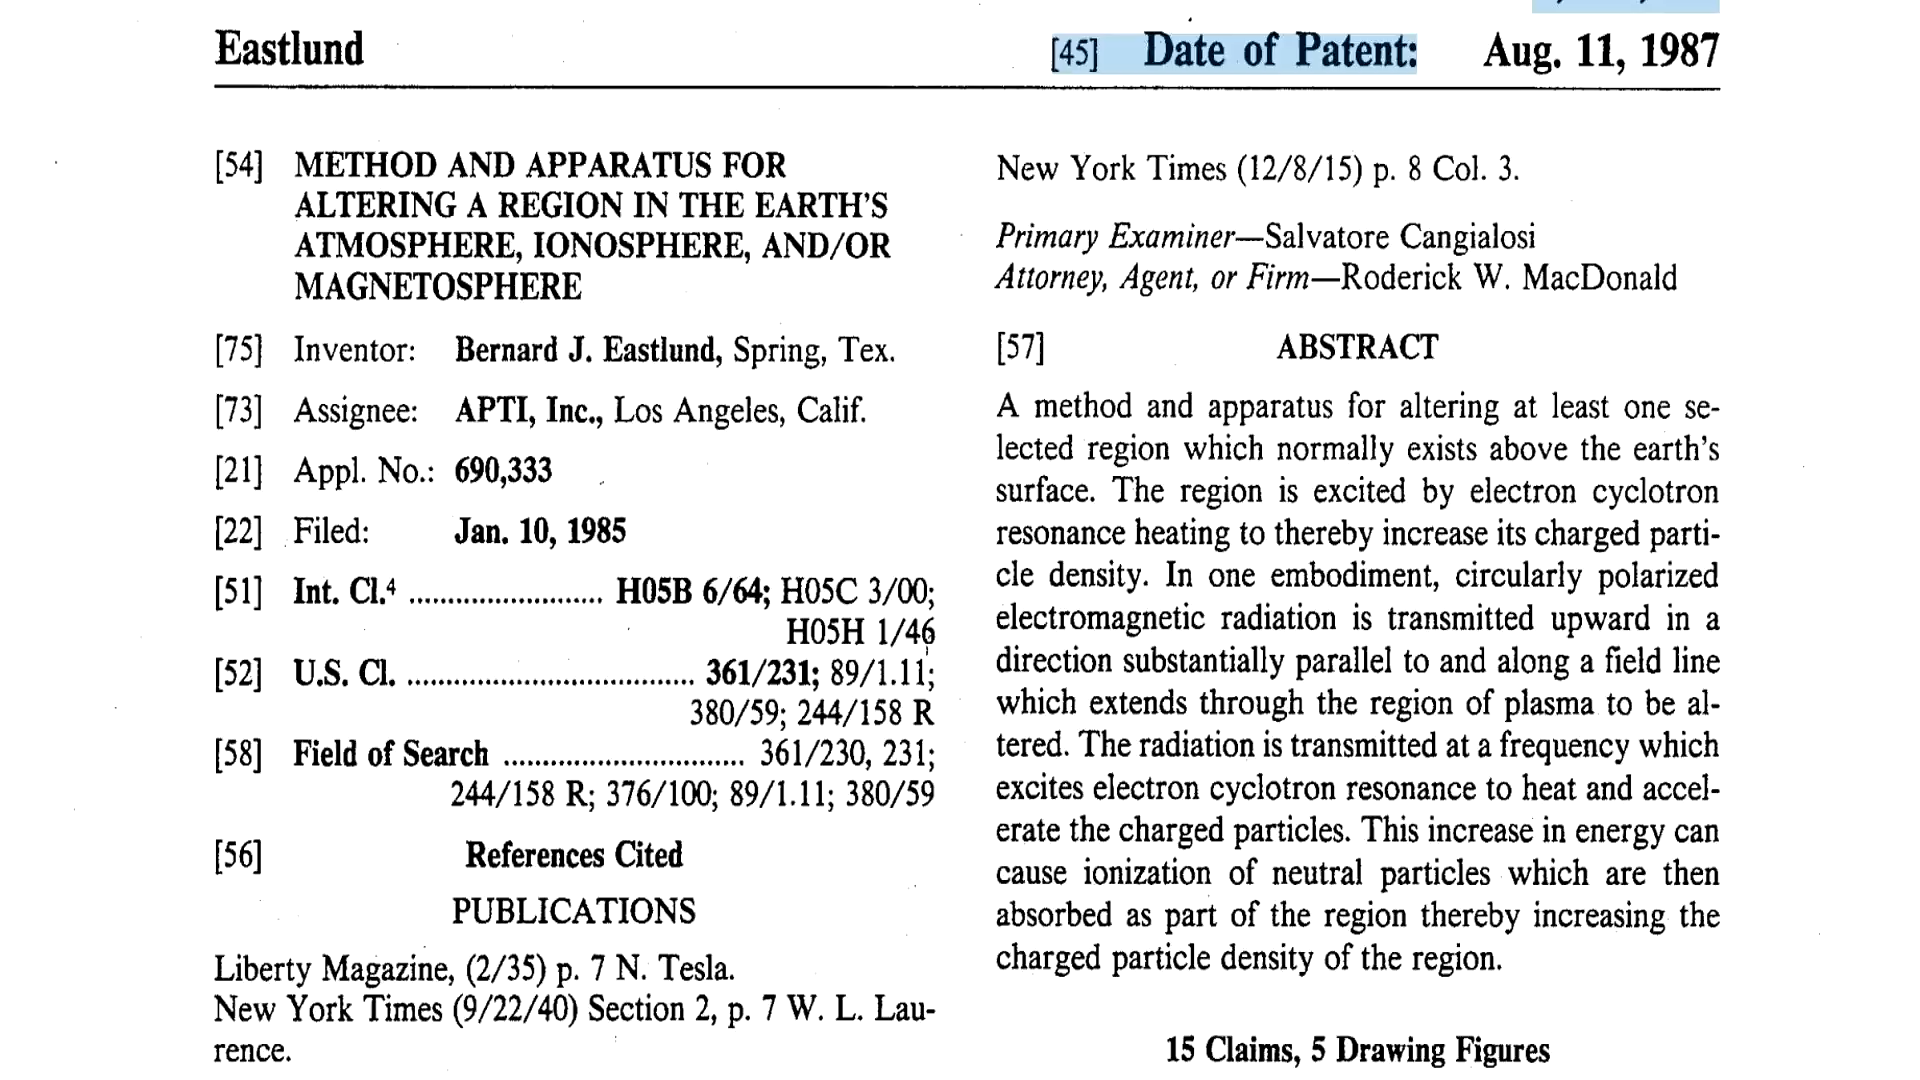 Eastlund
[45] Date of Patent: Aug. 11, 1987
[54] METHOD AND APPARATUS FOR
ALTERING A REGION IN THE EARTH'S
ATMOSPHERE, IONOSPHERE, AND/OR
MAGNETOSPHERE
[75] Inventor: Bernard J. Eastlund, Spring, Tex.
[73] Assignee: APTI, Inc., Los Angeles, Calif.
[21] Appl. No.: 690,333
[22] Filed: Jan. 10, 1985
[51] Int. Cl.⁴ ........................ H05B 6/64; H05C 3/00;
H05H 1/46
[52] U.S. Cl. .................................... 361/231; 89/1.11;
380/59; 244/158 R
[58] Field of Search .............................. 361/230, 231;
244/158 R; 376/100; 89/1.11; 380/59
[56] References Cited
PUBLICATIONS
Liberty Magazine, (2/35) p. 7 N. Tesla.
New York Times (9/22/40) Section 2, p. 7 W. L. Lau-
rence.
New York Times (12/8/15) p. 8 Col. 3.
Primary Examiner—Salvatore Cangialosi
Attorney, Agent, or Firm—Roderick W. MacDonald
[57] ABSTRACT
A method and apparatus for altering at least one se-
lected region which normally exists above the earth's
surface. The region is excited by electron cyclotron
resonance heating to thereby increase its charged parti-
cle density. In one embodiment, circularly polarized
electromagnetic radiation is transmitted upward in a
direction substantially parallel to and along a field line
which extends through the region of plasma to be al-
tered. The radiation is transmitted at a frequency which
excites electron cyclotron resonance to heat and accel-
erate the charged particles. This increase in energy can
cause ionization of neutral particles which are then
absorbed as part of the region thereby increasing the
charged particle density of the region.
15 Claims, 5 Drawing Figures